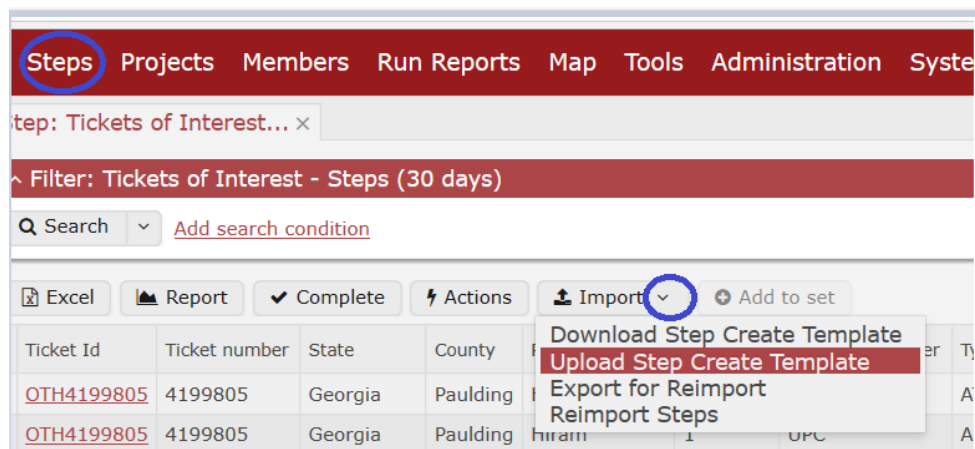 Steps Projects Members Run Reports Map Tools Administration Syste
tep: Tickets of Interest... ×
Filter: Tickets of Interest - Steps (30 days)
Search Add search condition
Excel Report Complete Actions Import Add to set
Download Step Create Template
Upload Step Create Template
Export for Reimport
Reimport Steps
Ticket Id Ticket number State County er Ty
OTH4199805 4199805 Georgia Paulding
OTH4199805 4199805 Georgia Paulding Hiram 1 UPC A